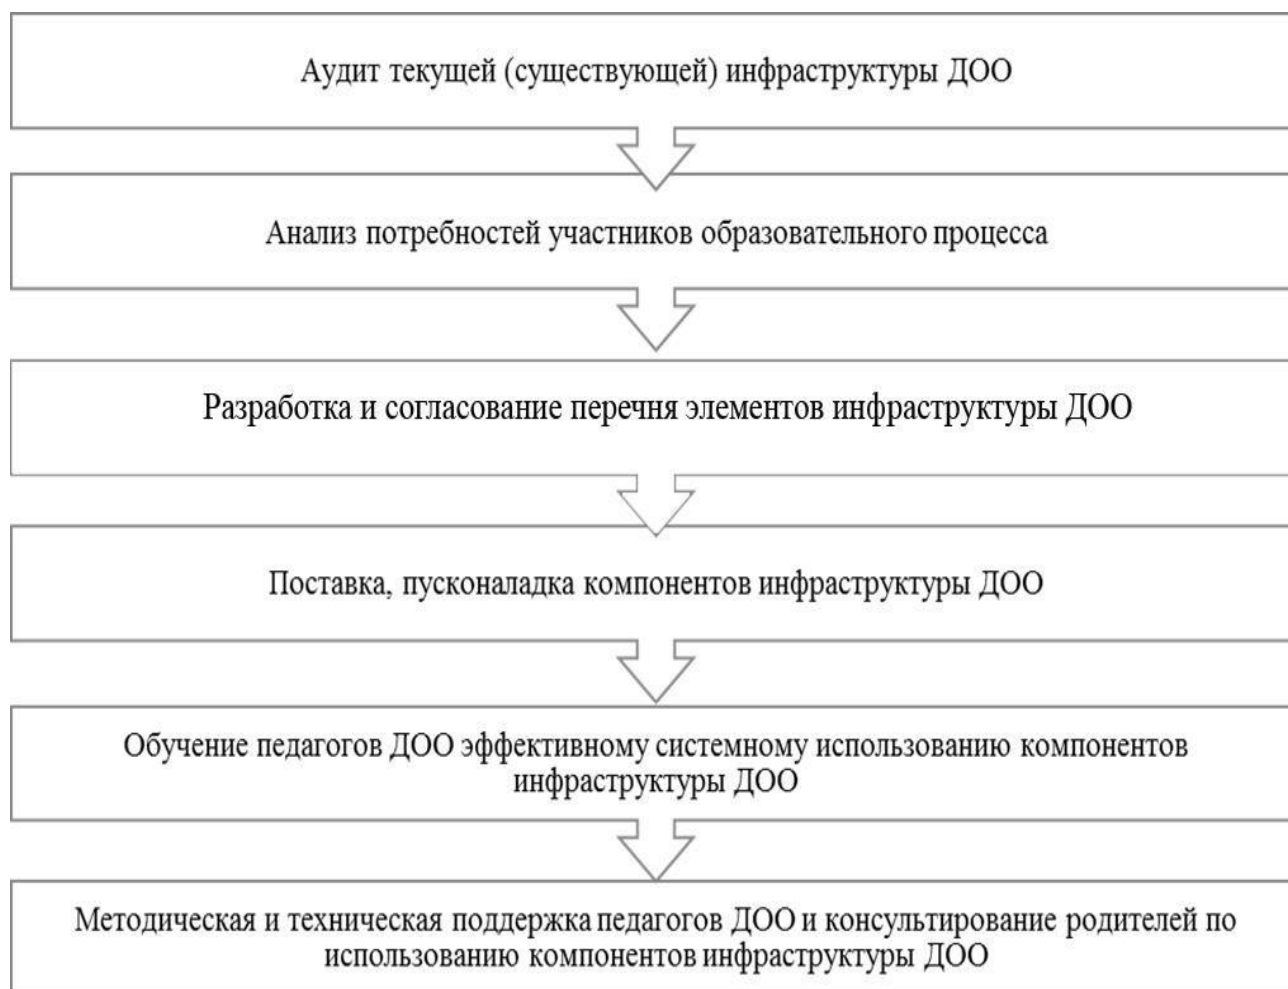 Аудит текущей (существующей) инфраструктуры ДОО
Анализ потребностей участников образовательного процесса
Разработка и согласование перечня элементов инфраструктуры ДОО
Поставка, пусконаладка компонентов инфраструктуры ДОО
Обучение педагогов ДОО эффективному системному использованию компонентов
инфраструктуры ДОО
Методическая и техническая поддержка педагогов ДОО и консультирование родителей по
использованию компонентов инфраструктуры ДОО